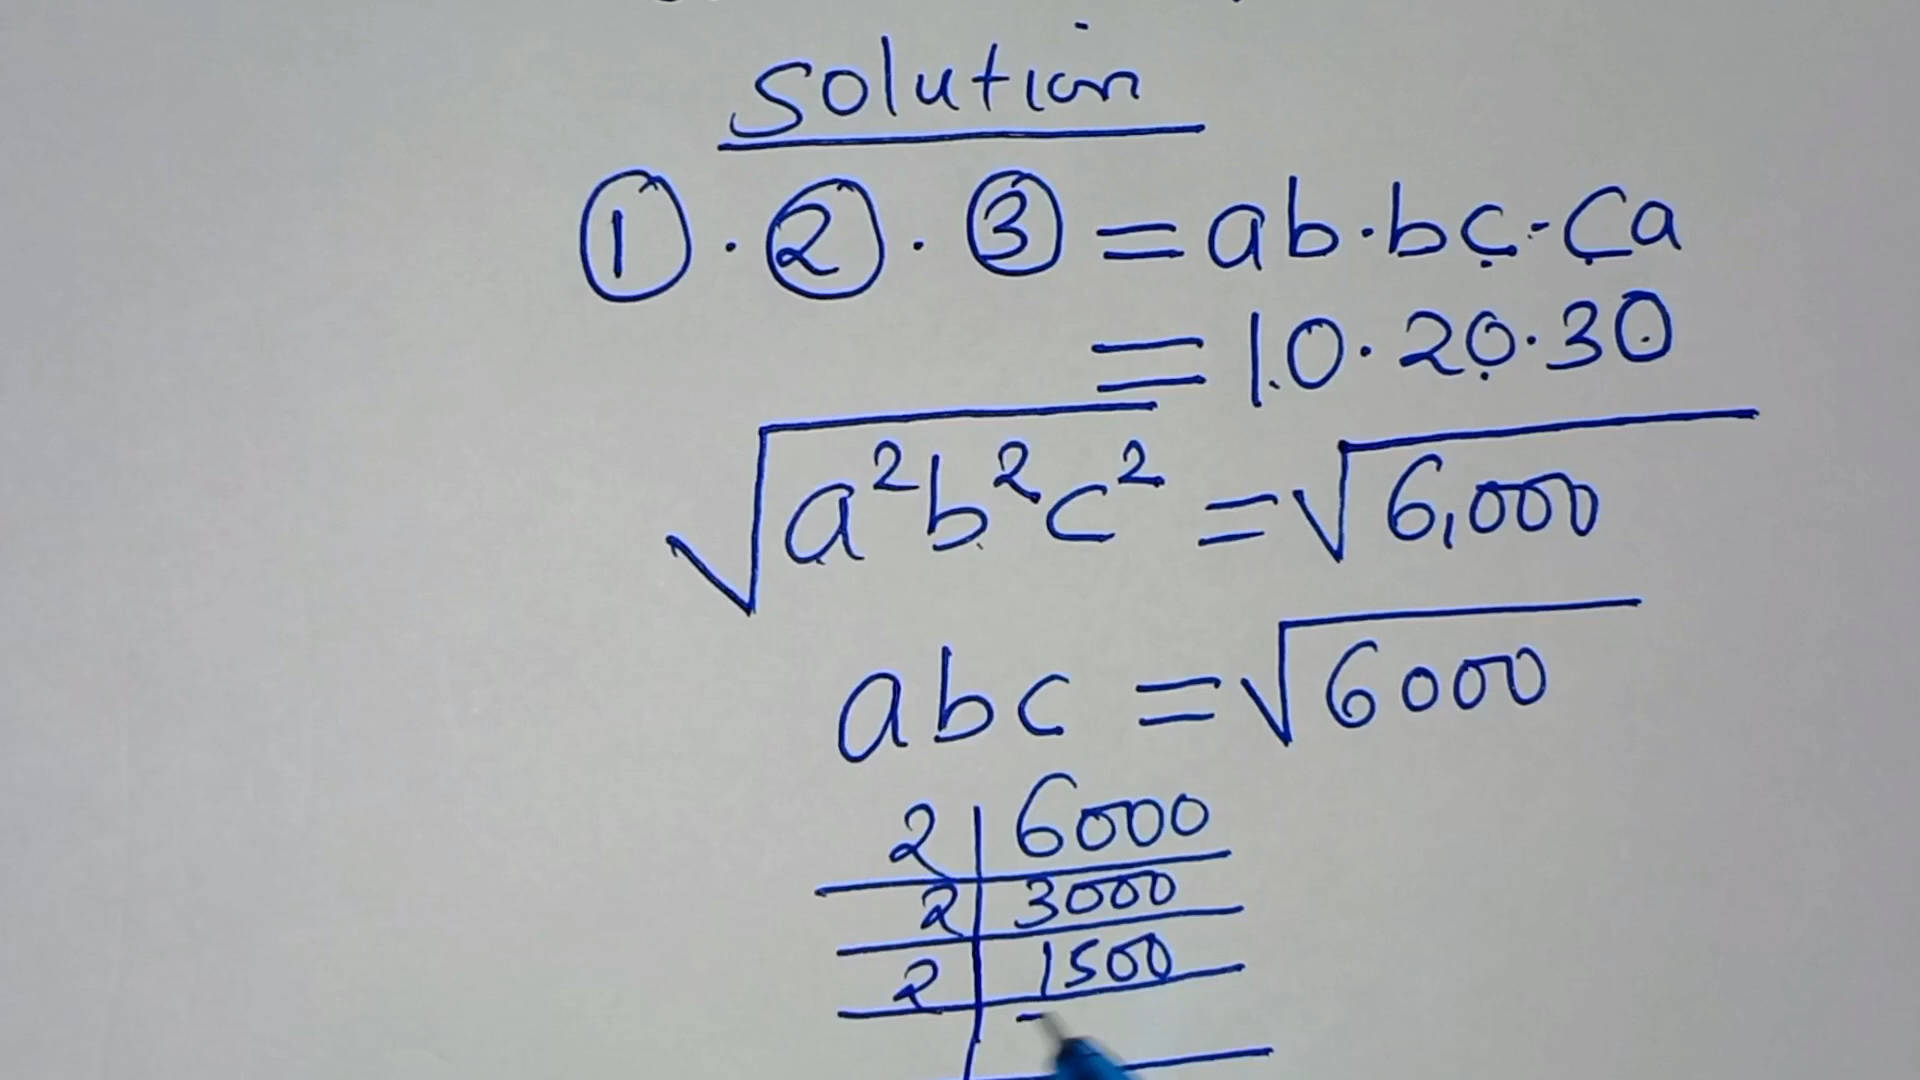 Solution
① · ② · ③ = ab·bc·ca
= 10·20·30
√a²b²c² = √6,000
abc = √6000
2 | 6000
2 | 3000
2 | 1500